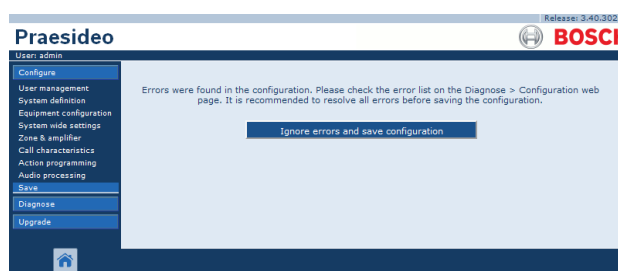 Release: 3.40.302
Praesideo
BOSC
User: admin
Configure
User management
System definition
Equipment configuration
System wide settings
Zone & amplifier
Call characteristics
Action programming
Audio processing
Save
Diagnose
Upgrade
Errors were found in the configuration. Please check the error list on the Diagnose > Configuration web
page. It is recommended to resolve all errors before saving the configuration.
Ignore errors and save configuration